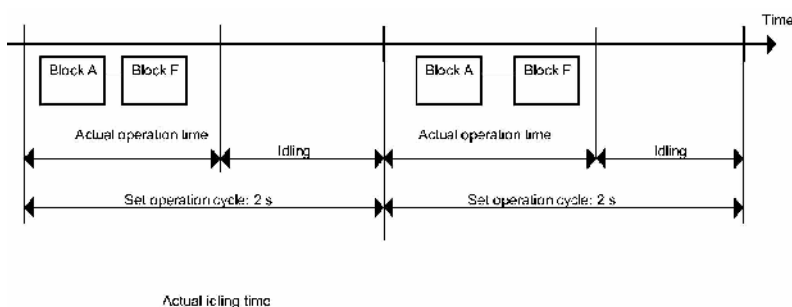 Time
Block A
Block F
Block A
Block F
Actual operation time
Actual operation time
Idling
Idling
Set operation cycle: 2 s
Set operation cycle: 2 s
Actual idling time